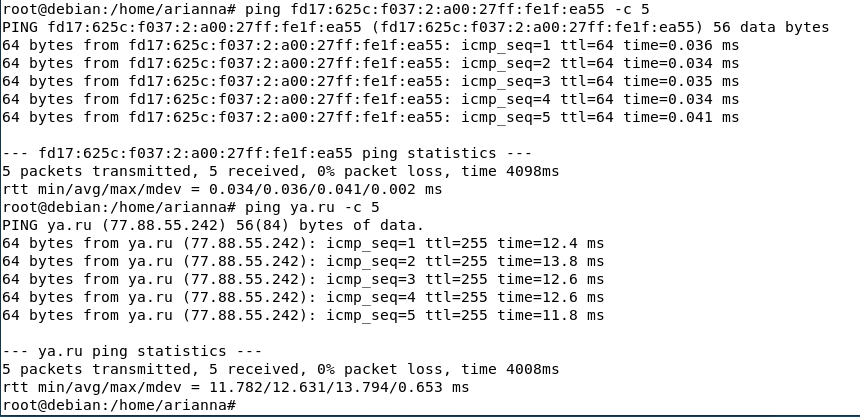 root@debian:/home/arianna# ping fd17:625c:f037:2:a00:27ff:fe1f:ea55 -c 5
PING fd17:625c:f037:2:a00:27ff:fe1f:ea55 (fd17:625c:f037:2:a00:27ff:fe1f:ea55) 56 data bytes
64 bytes from fd17:625c:f037:2:a00:27ff:fe1f:ea55: icmp_seq=1 ttl=64 time=0.036 ms
64 bytes from fd17:625c:f037:2:a00:27ff:fe1f:ea55: icmp_seq=2 ttl=64 time=0.034 ms
64 bytes from fd17:625c:f037:2:a00:27ff:fe1f:ea55: icmp_seq=3 ttl=64 time=0.035 ms
64 bytes from fd17:625c:f037:2:a00:27ff:fe1f:ea55: icmp_seq=4 ttl=64 time=0.034 ms
64 bytes from fd17:625c:f037:2:a00:27ff:fe1f:ea55: icmp_seq=5 ttl=64 time=0.041 ms
--- fd17:625c:f037:2:a00:27ff:fe1f:ea55 ping statistics ---
5 packets transmitted, 5 received, 0% packet loss, time 4098ms
rtt min/avg/max/mdev = 0.034/0.036/0.041/0.002 ms
root@debian:/home/arianna# ping ya.ru -c 5
PING ya.ru (77.88.55.242) 56(84) bytes of data.
64 bytes from ya.ru (77.88.55.242): icmp_seq=1 ttl=255 time=12.4 ms
64 bytes from ya.ru (77.88.55.242): icmp_seq=2 ttl=255 time=13.8 ms
64 bytes from ya.ru (77.88.55.242): icmp_seq=3 ttl=255 time=12.6 ms
64 bytes from ya.ru (77.88.55.242): icmp_seq=4 ttl=255 time=12.6 ms
64 bytes from ya.ru (77.88.55.242): icmp_seq=5 ttl=255 time=11.8 ms
--- ya.ru ping statistics ---
5 packets transmitted, 5 received, 0% packet loss, time 4008ms
rtt min/avg/max/mdev = 11.782/12.631/13.794/0.653 ms
root@debian:/home/arianna#